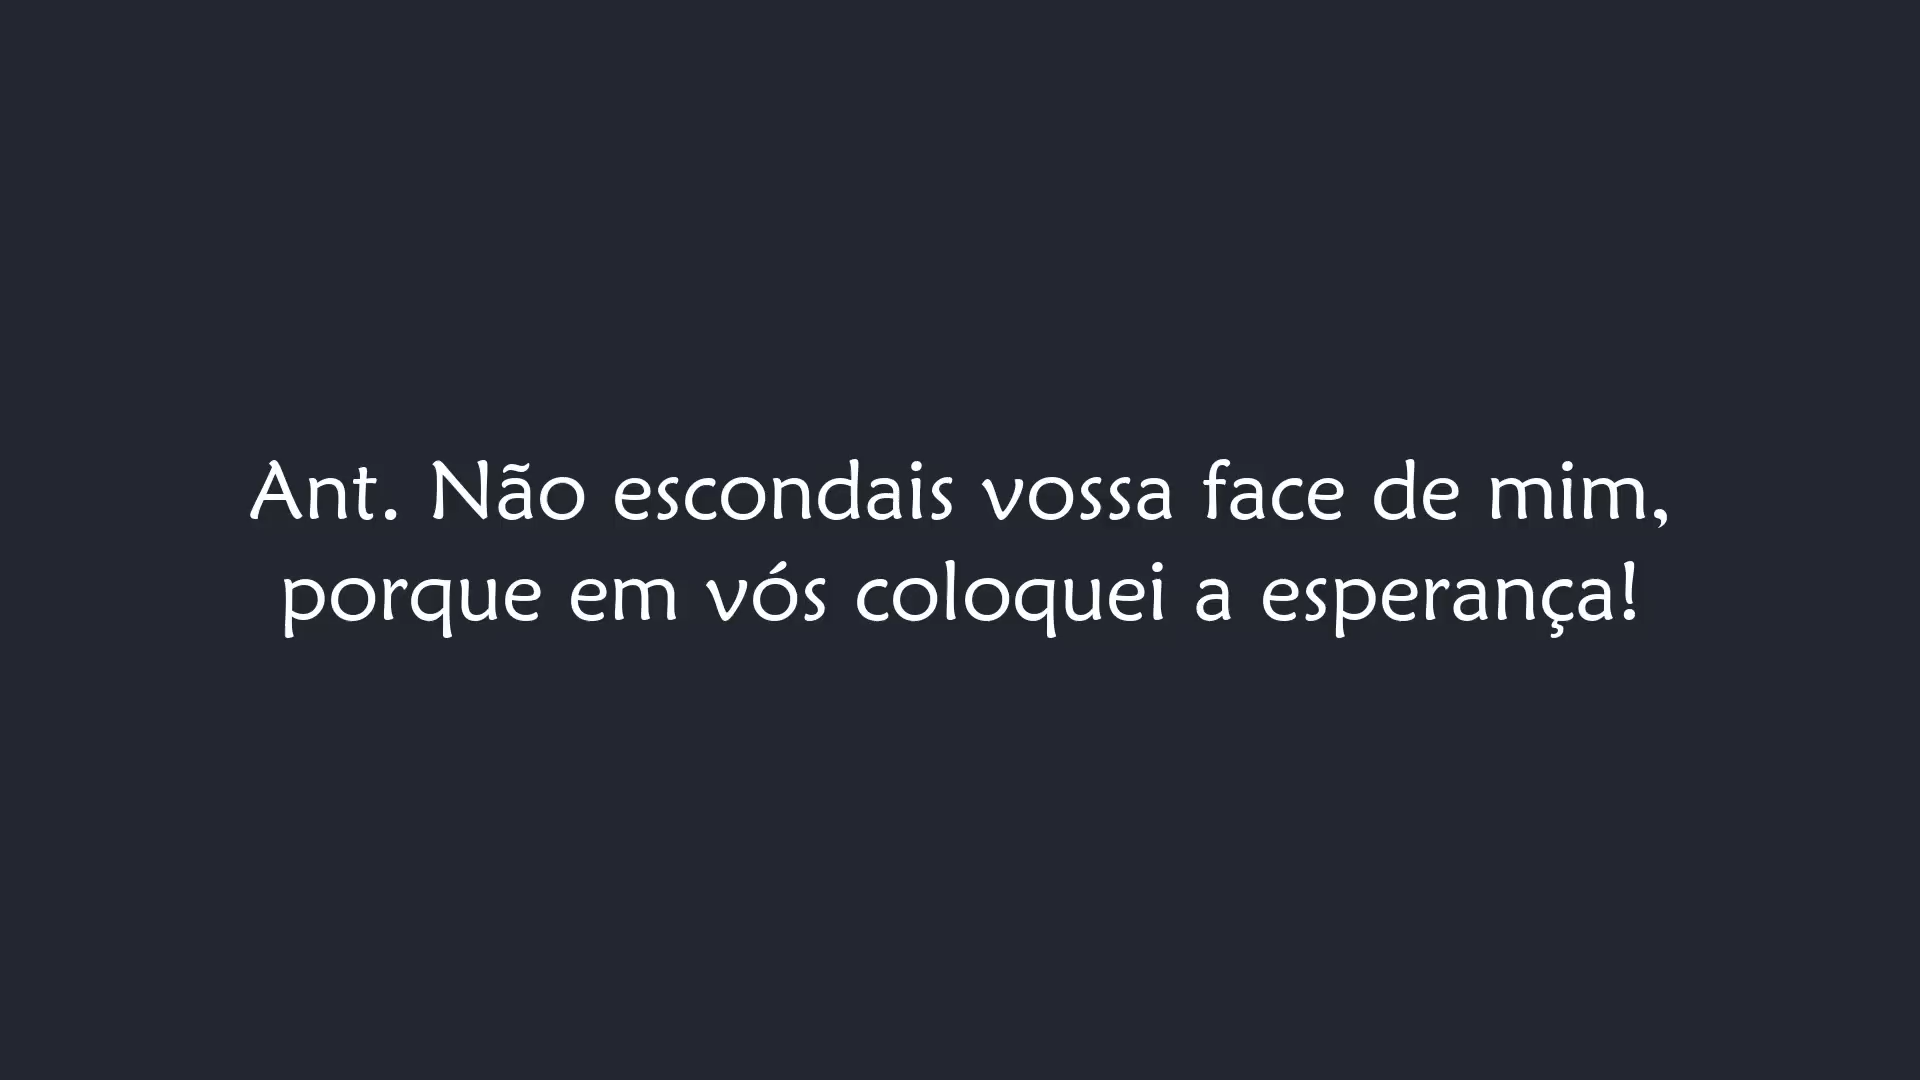 Ant. Não escondais vossa face de mim,
porque em vós coloquei a esperança!